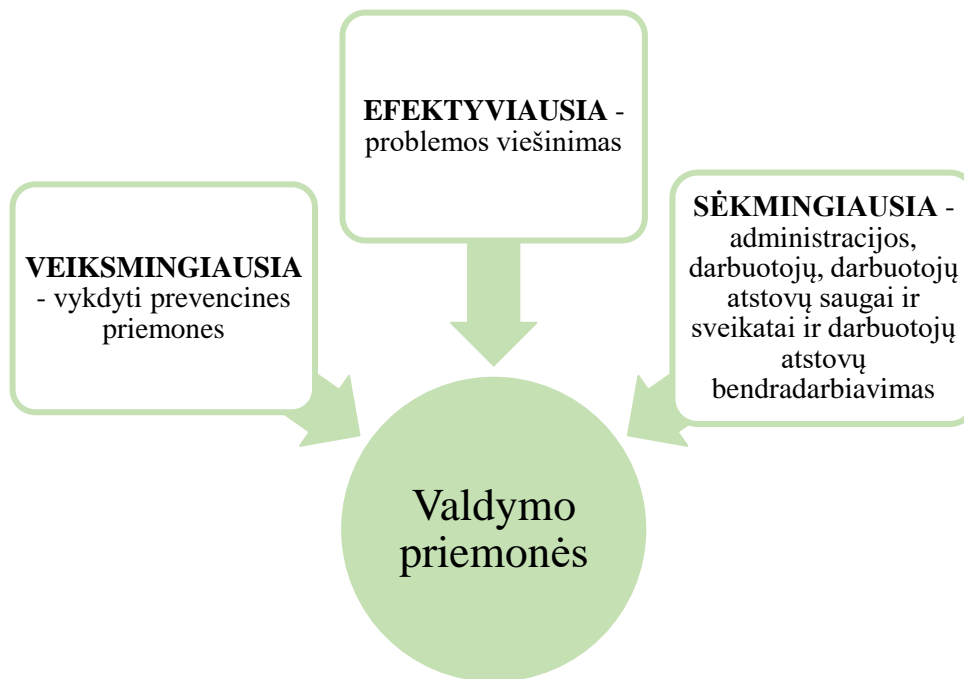 VEIKSMINGIAUSIA
- vykdyti prevencines
priemones
EFEKTYVIAUSIA -
problemos viešinimas
SĖKMINGIAUSIA -
administracijos,
darbuotojų, darbuotojų
atstovų saugai ir
sveikatai ir darbuotojų
atstovų
bendradarbiavimas
Valdymo
priemonės